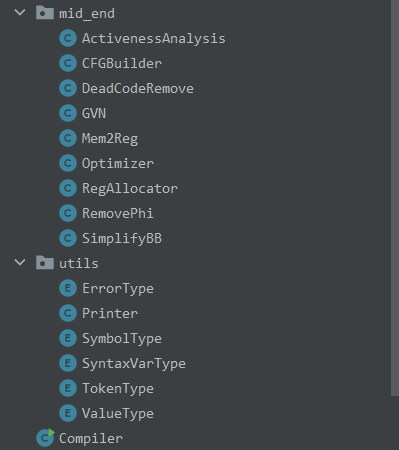 mid_end
C ActivenessAnalysis
C CFGBuilder
C DeadCodeRemove
C GVN
C Mem2Reg
C Optimizer
C RegAllocator
C RemovePhi
C SimplifyBB
utils
E ErrorType
C Printer
E SymbolType
E SyntaxVarType
E TokenType
E ValueType
C Compiler